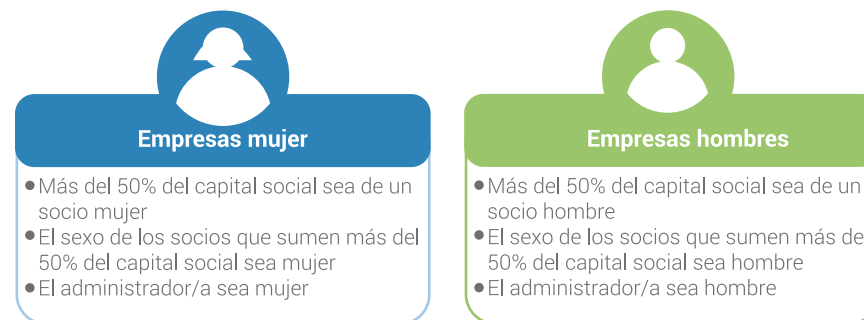 Empresas mujer
● Más del 50% del capital social sea de un
socio mujer
● El sexo de los socios que sumen más del
50% del capital social sea mujer
● El administrador/a sea mujer
Empresas hombres
● Más del 50% del capital social sea de un
socio hombre
● El sexo de los socios que sumen más de
50% del capital social sea hombre
● El administrador/a sea hombre